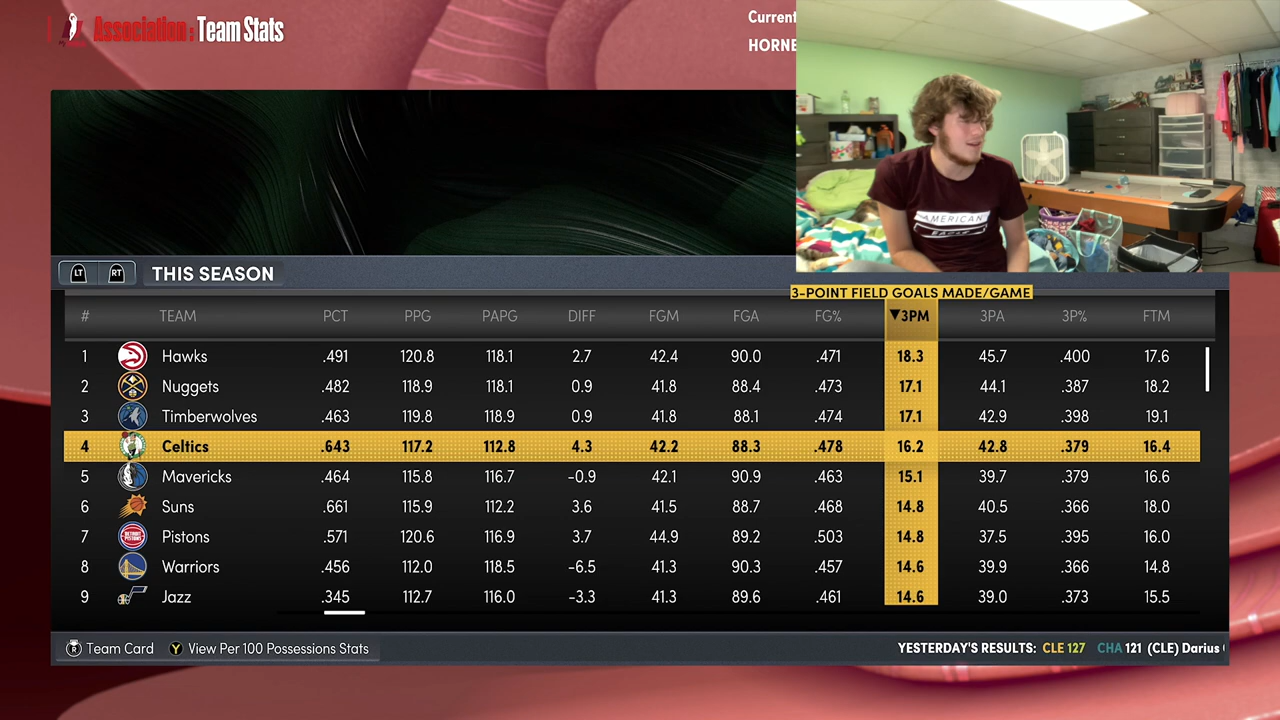 Association: Team Stats
Current
HORNE
AMERICAN
LT RT THIS SEASON
3-POINT FIELD GOALS MADE/GAME
# TEAM PCT PPG PAPG DIFF FGM FGA FG% ▼3PM 3PA 3P% FTM
1 Hawks .491 120.8 118.1 2.7 42.4 90.0 .471 18.3 45.7 .400 17.6
2 Nuggets .482 118.9 118.1 0.9 41.8 88.4 .473 17.1 44.1 .387 18.2
3 Timberwolves .463 119.8 118.9 0.9 41.8 88.1 .474 17.1 42.9 .398 19.1
4 Celtics .643 117.2 112.8 4.3 42.2 88.3 .478 16.2 42.8 .379 16.4
5 Mavericks .464 115.8 116.7 -0.9 42.1 90.9 .463 15.1 39.7 .379 16.6
6 Suns .661 115.9 112.2 3.6 41.5 88.7 .468 14.8 40.5 .366 18.0
7 Pistons .571 120.6 116.9 3.7 44.9 89.2 .503 14.8 37.5 .395 16.0
8 Warriors .456 112.0 118.5 -6.5 41.3 90.3 .457 14.6 39.9 .366 14.8
9 Jazz .345 112.7 116.0 -3.3 41.3 89.6 .461 14.6 39.0 .373 15.5
R Team Card Y View Per 100 Possessions Stats YESTERDAY'S RESULTS: CLE 127 CHA 121 (CLE) Darius